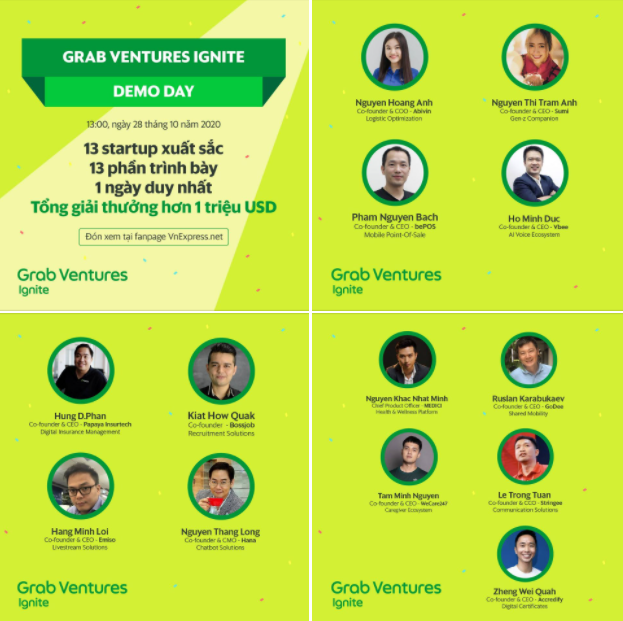 GRAB VENTURES IGNITE
DEMO DAY
13:00, ngày 28 tháng 10 năm 2020
13 startup xuất sắc
13 phần trình bày
1 ngày duy nhất
Tổng giải thưởng hơn 1 triệu USD
Đón xem tại fanpage VnExpress.net
Grab Ventures
Ignite
Nguyen Hoang Anh
Co-founder & COO - Abivin
Logistic Optimization
Nguyen Thi Tram Anh
Co-founder & CEO - Sumi
Gen z Companion
Pham Nguyen Bach
Co-founder & CEO - bePOS
Mobile Point-Of-Sale
Ho Minh Duc
Co-founder & CEO - Vbee
AI Voice Ecosystem
Grab Ventures
Ignite
Hung D.Phan
Co-founder & CEO - Papaya Insurtech
Digital Insurance Management
Kiat How Quak
Co-founder - Bossjob
Recruitment Solutions
Hang Minh Loi
Co-founder & CEO - Emiso
Livestream Solutions
Nguyen Thang Long
Co-founder & CMO - Hana
Chatbot Solutions
Grab Ventures
Ignite
Nguyen Khac Nhat Minh
Chief Product Officer - MEDICI
Health & Wellness Platform
Ruslan Karabukaev
Co-founder & CEO - GoDee
Shared Mobility
Tam Minh Nguyen
Co-founder & CEO - WeCare247
Caregiver Ecosystem
Le Trong Tuan
Co-founder & CCO - Stringee
Communication Solutions
Zheng Wei Quah
Co-founder & CEO - Accredify
Digital Certificates
Grab Ventures
Ignite